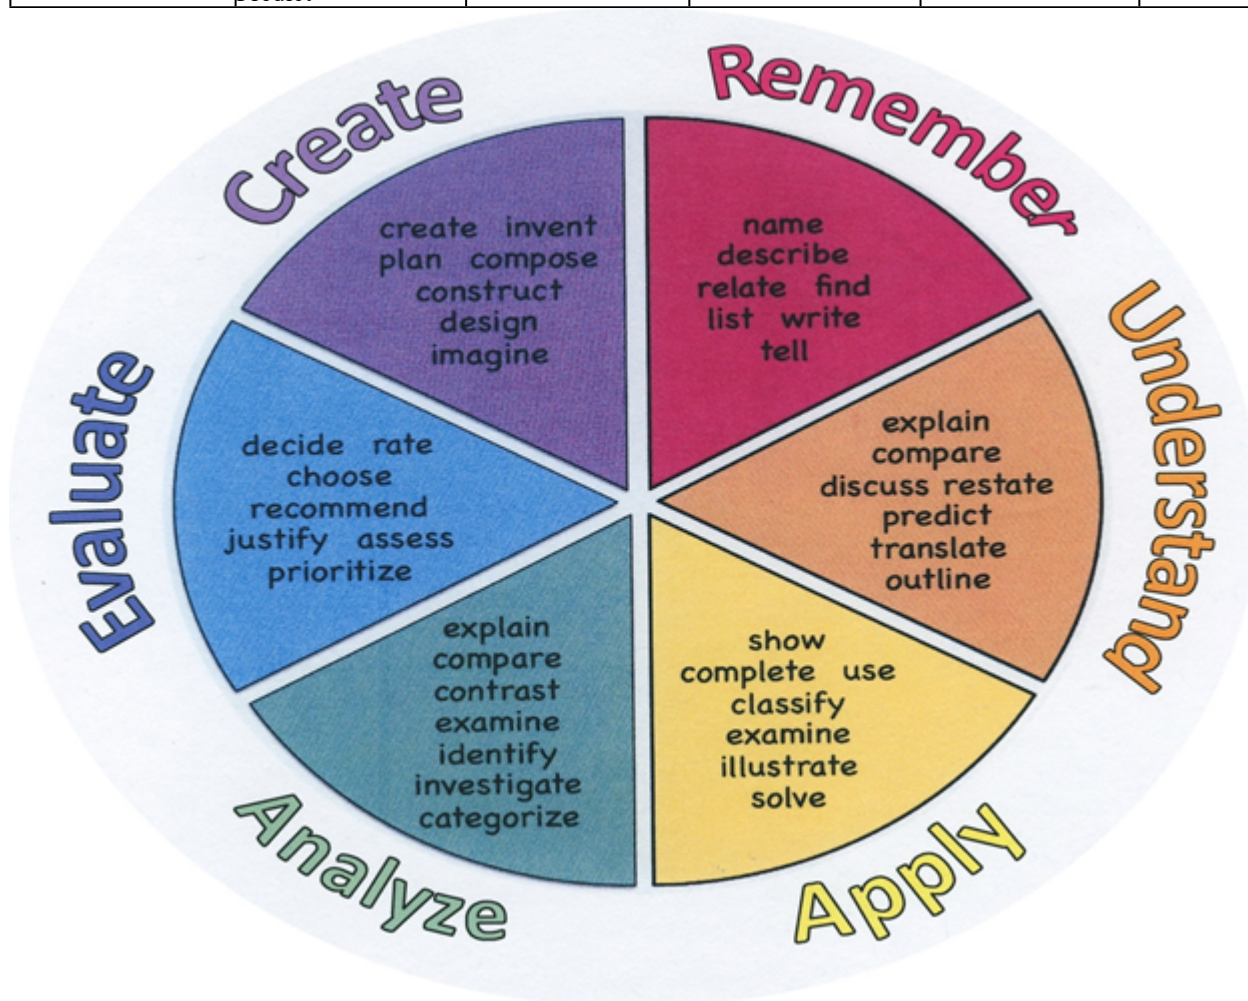 Remember
name
describe
relate find
list write
tell
Understand
explain
compare
discuss restate
predict
translate
outline
Apply
show
complete use
classify
examine
illustrate
solve
Analyze
explain
compare
contrast
examine
identify
investigate
categorize
Evaluate
decide rate
choose
recommend
justify assess
prioritize
Create
create invent
plan compose
construct
design
imagine